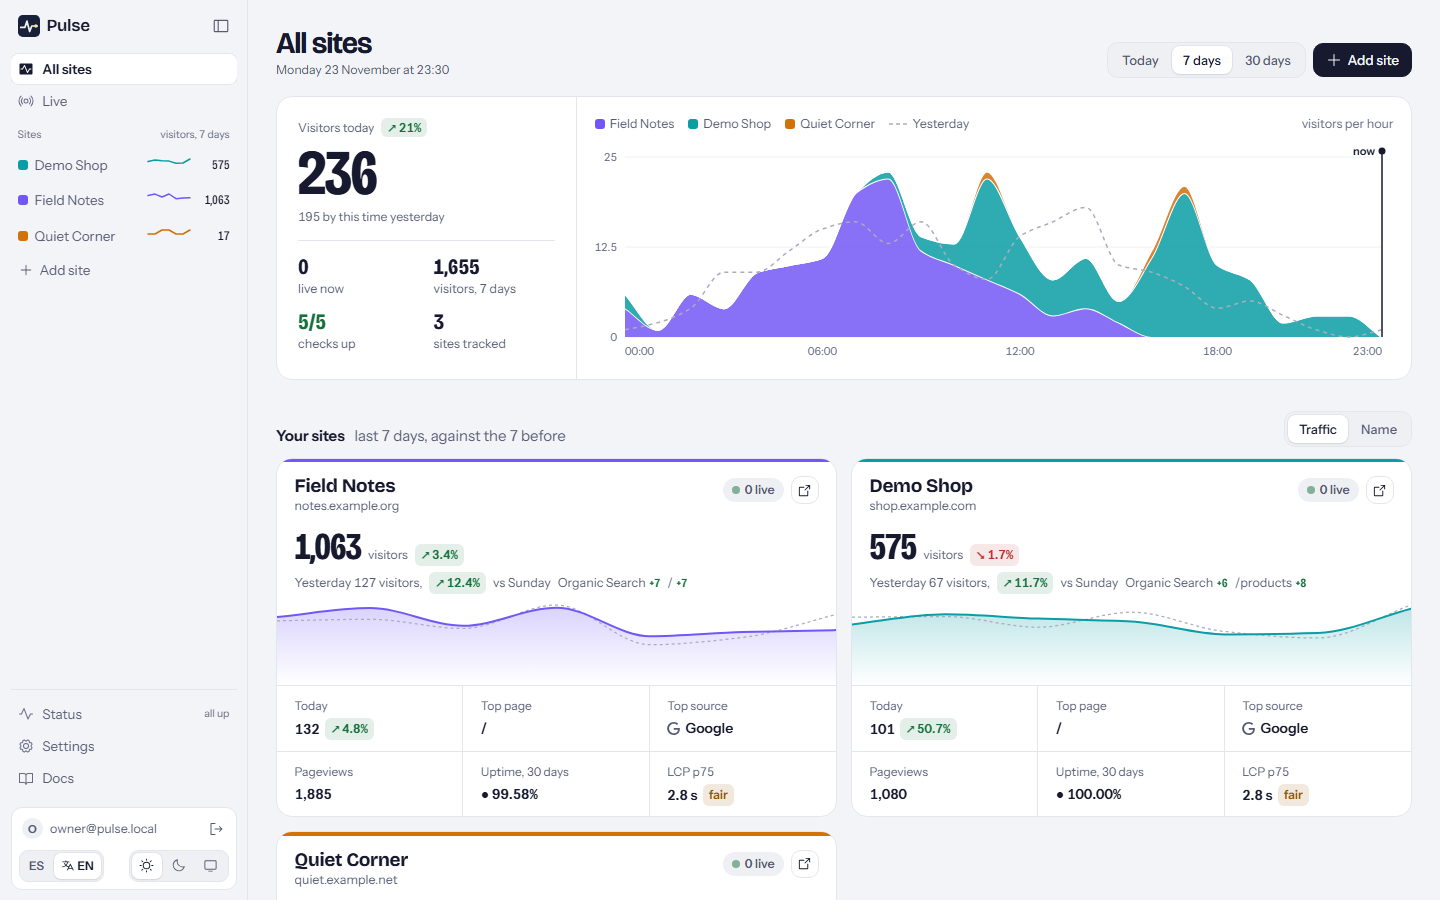 Pulse
All sites
Live
Sites visitors, 7 days
Demo Shop 575
Field Notes 1,063
Quiet Corner 17
Add site
Status all up
Settings
Docs
O owner@pulse.local
ES EN
All sites
Monday 23 November at 23:30
Today 7 days 30 days Add site
Visitors today ↗ 21%
236
195 by this time yesterday
0 1,655
live now visitors, 7 days
5/5 3
checks up sites tracked
Field Notes Demo Shop Quiet Corner Yesterday visitors per hour
now
25
12.5
0
00:00 06:00 12:00 18:00 23:00
Your sites last 7 days, against the 7 before
Traffic Name
Field Notes 0 live
notes.example.org
1,063 visitors ↗ 3.4%
Yesterday 127 visitors, ↗ 12.4% vs Sunday Organic Search +7 / +7
Today Top page Top source
132 ↗ 4.8% / Google
Pageviews Uptime, 30 days LCP p75
1,885 ● 99.58% 2.8 s fair
Demo Shop 0 live
shop.example.com
575 visitors ↘ 1.7%
Yesterday 67 visitors, ↗ 11.7% vs Sunday Organic Search +6 /products +8
Today Top page Top source
101 ↗ 50.7% / Google
Pageviews Uptime, 30 days LCP p75
1,080 ● 100.00% 2.8 s fair
Quiet Corner 0 live
quiet.example.net